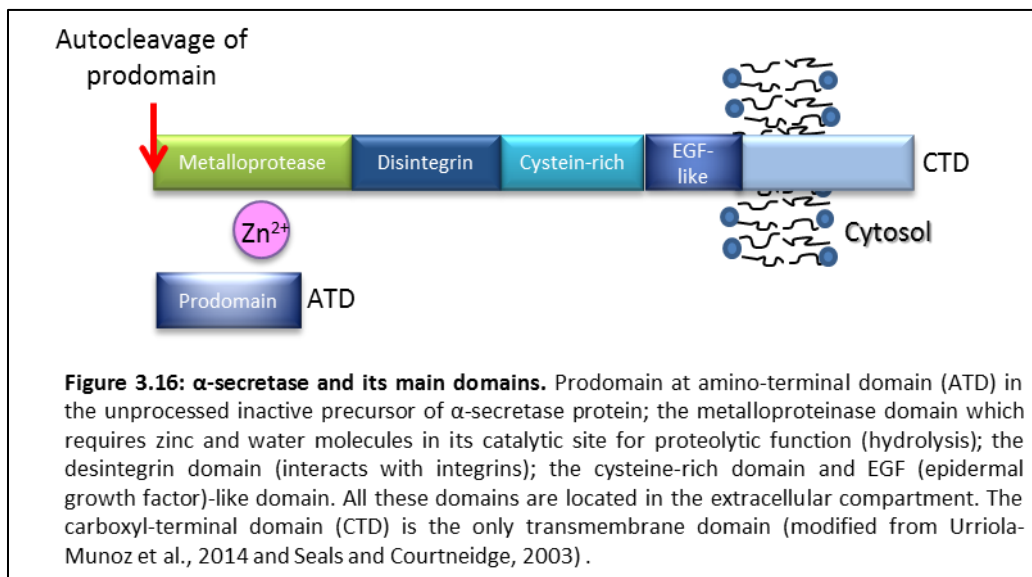 Autocleavage of
prodomain
Metalloprotease
Disintegrin
Cystein-rich
EGF-
like
CTD
Zn²⁺
Cytosol
Prodomain
ATD
Figure 3.16: α-secretase and its main domains. Prodomain at amino-terminal domain (ATD) in
the unprocessed inactive precursor of α-secretase protein; the metalloproteinase domain which
requires zinc and water molecules in its catalytic site for proteolytic function (hydrolysis); the
desintegrin domain (interacts with integrins); the cysteine-rich domain and EGF (epidermal
growth factor)-like domain. All these domains are located in the extracellular compartment. The
carboxyl-terminal domain (CTD) is the only transmembrane domain (modified from Urriola-
Munoz et al., 2014 and Seals and Courtneidge, 2003) .